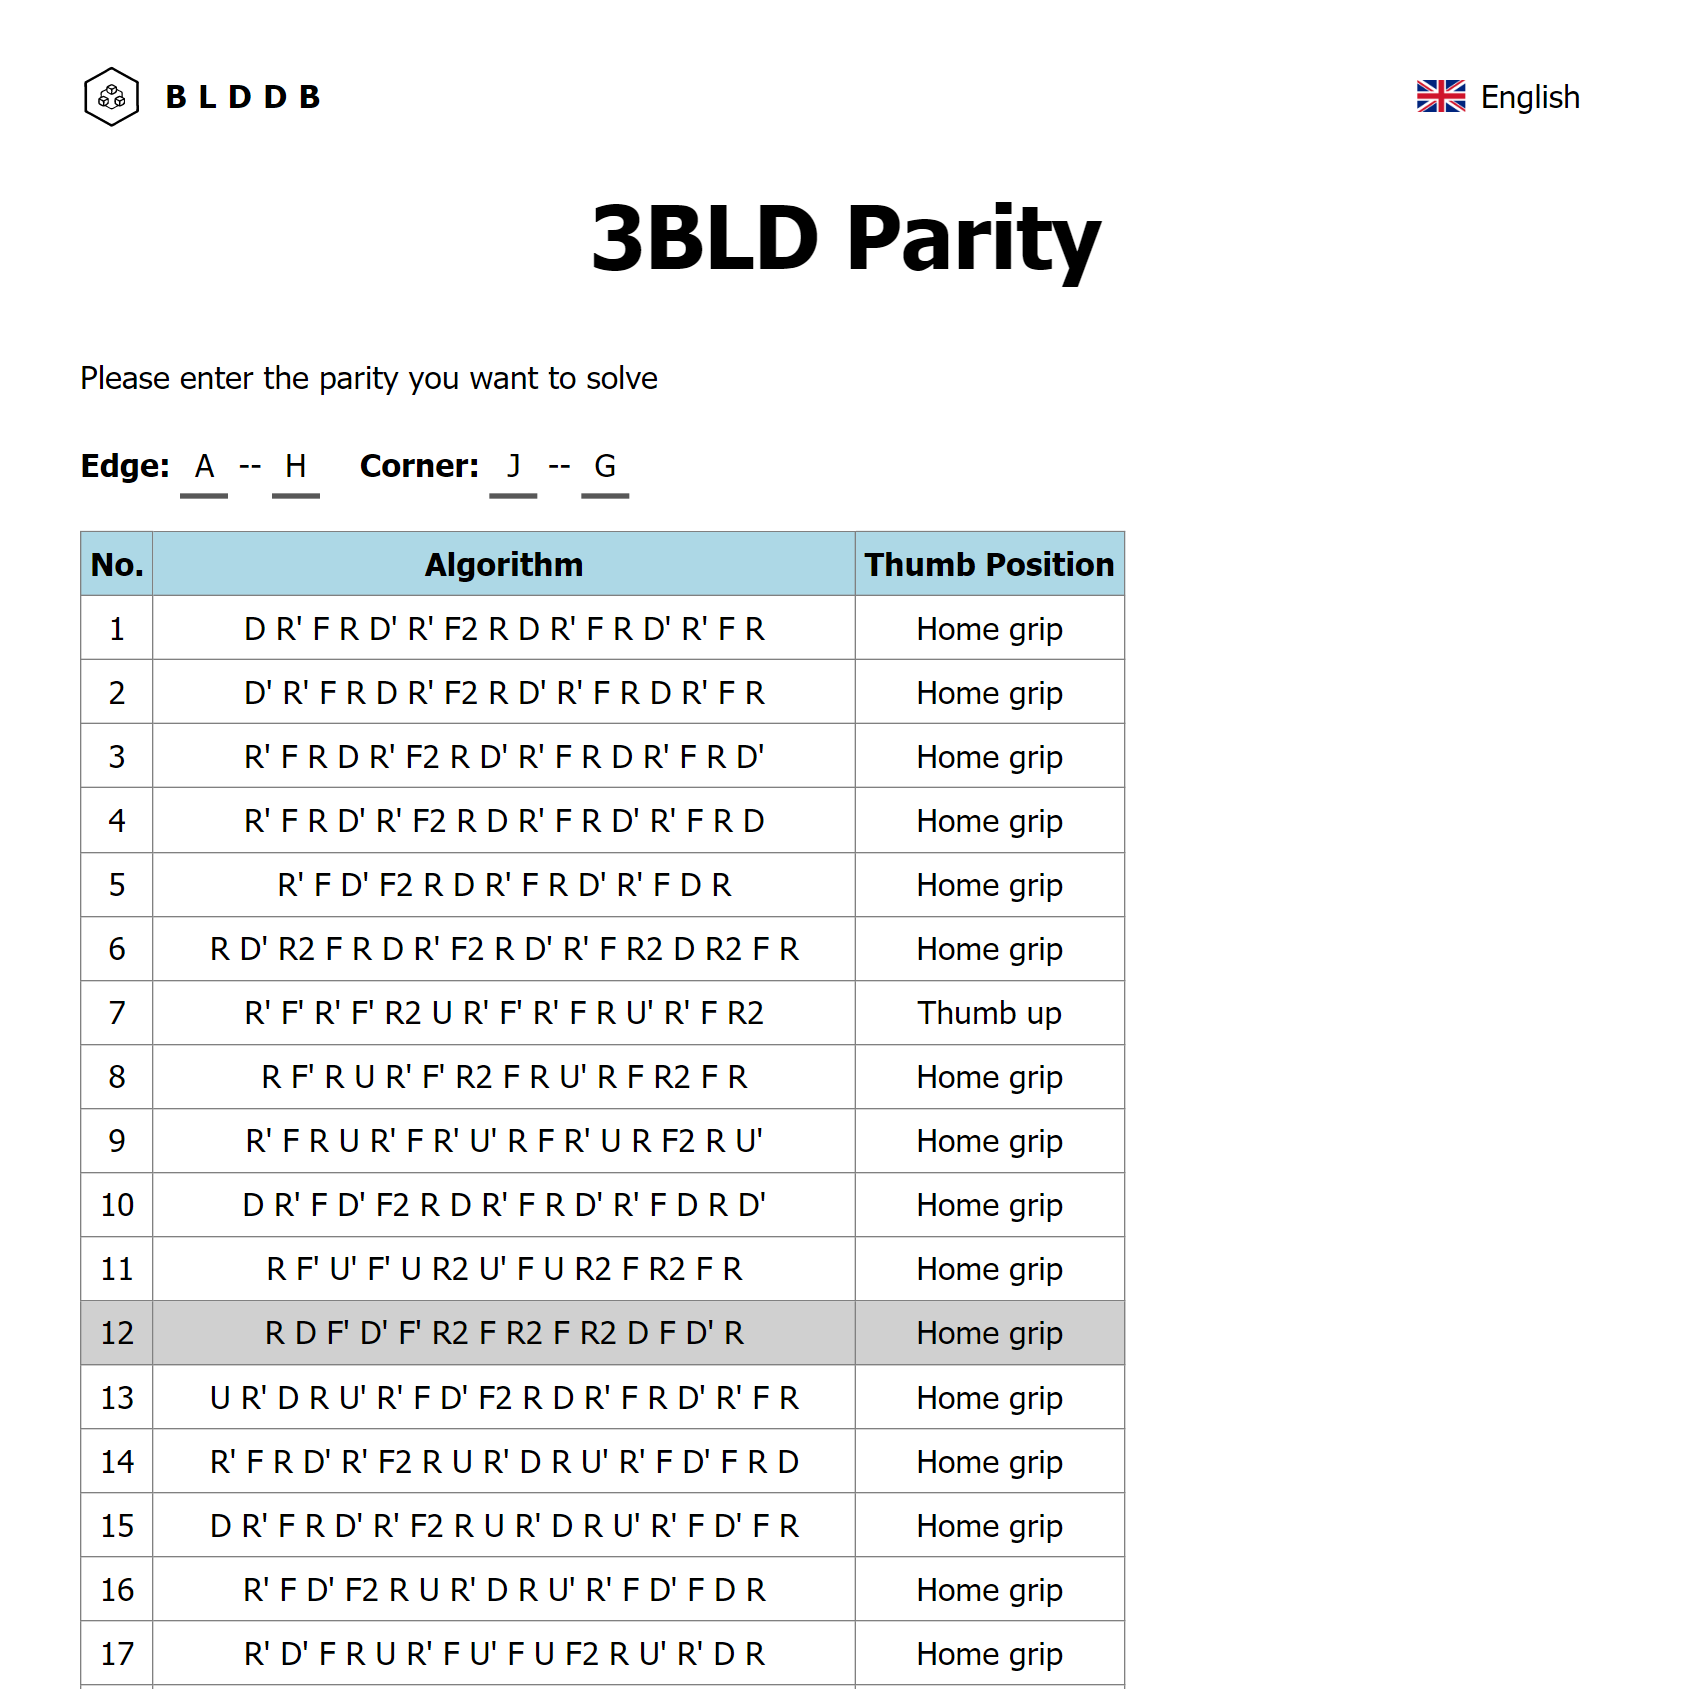 BLDDB English
3BLD Parity
Please enter the parity you want to solve
Edge: A -- H Corner: J -- G
No. Algorithm Thumb Position
1 D R' F R D' R' F2 R D R' F R D' R' F R Home grip
2 D' R' F R D R' F2 R D' R' F R D R' F R Home grip
3 R' F R D R' F2 R D' R' F R D R' F R D' Home grip
4 R' F R D' R' F2 R D R' F R D' R' F R D Home grip
5 R' F D' F2 R D R' F R D' R' F D R Home grip
6 R D' R2 F R D R' F2 R D' R' F R2 D R2 F R Home grip
7 R' F' R' F' R2 U R' F' R' F R U' R' F R2 Thumb up
8 R F' R U R' F' R2 F R U' R F R2 F R Home grip
9 R' F R U R' F R' U' R F R' U R F2 R U' Home grip
10 D R' F D' F2 R D R' F R D' R' F D R D' Home grip
11 R F' U' F' U R2 U' F U R2 F R2 F R Home grip
12 R D F' D' F' R2 F R2 F R2 D F D' R Home grip
13 U R' D R U' R' F D' F2 R D R' F R D' R' F R Home grip
14 R' F R D' R' F2 R U R' D R U' R' F D' F R D Home grip
15 D R' F R D' R' F2 R U R' D R U' R' F D' F R Home grip
16 R' F D' F2 R U R' D R U' R' F D' F D R Home grip
17 R' D' F R U R' F U' F U F2 R U' R' D R Home grip